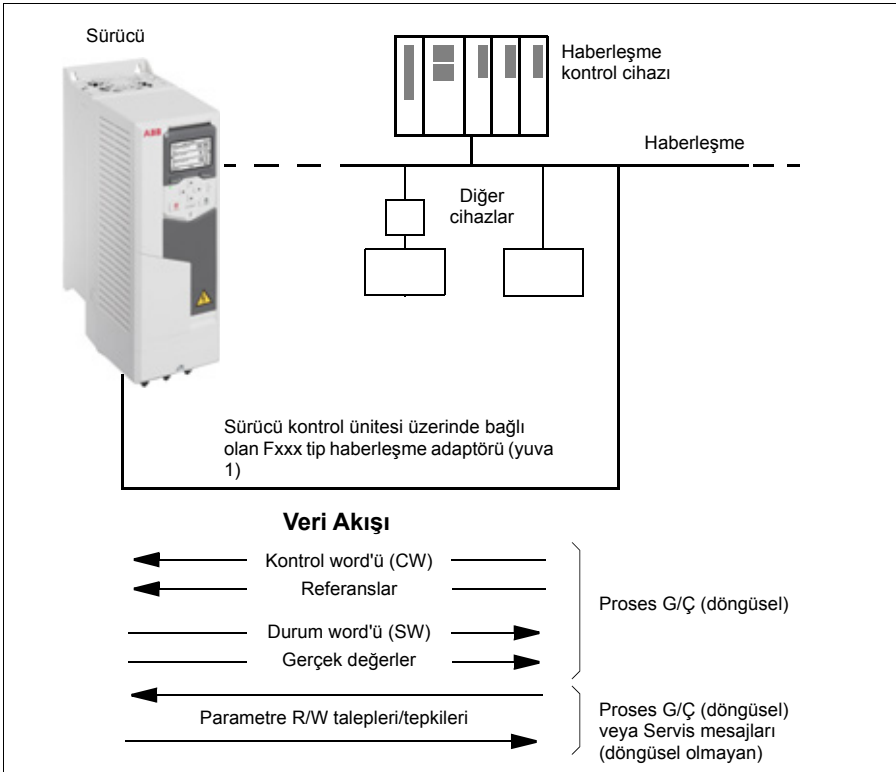 Sürücü
Haberleşme
kontrol cihazı
ABB
Haberleşme
Diğer
cihazlar
Sürücü kontrol ünitesi üzerinde bağlı
olan Fxxx tip haberleşme adaptörü (yuva
1)
Veri Akışı
Kontrol word'ü (CW)
Referanslar
Proses G/Ç (döngüsel)
Durum word'ü (SW)
Gerçek değerler
Parametre R/W talepleri/tepkileri
Proses G/Ç (döngüsel)
veya Servis mesajları
(döngüsel olmayan)